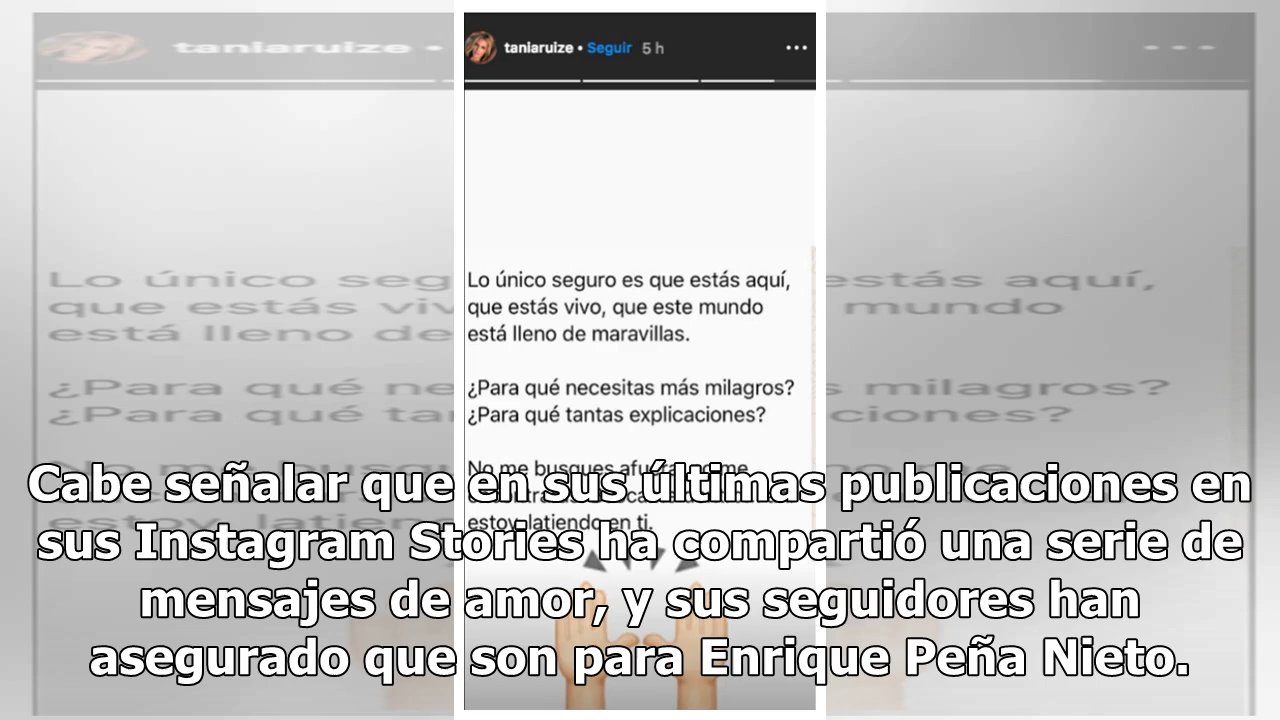 taniaruize • Seguir 5 h
Lo único seguro es que estás aquí,
que estás vivo, que este mundo
está lleno de maravillas.
¿Para qué necesitas más milagros?
¿Para qué tantas explicaciones?
No me busques
estoy latiendo en ti.
Cabe señalar que en sus últimas publicaciones en
sus Instagram Stories ha compartió una serie de
mensajes de amor, y sus seguidores han
asegurado que son para Enrique Peña Nieto.